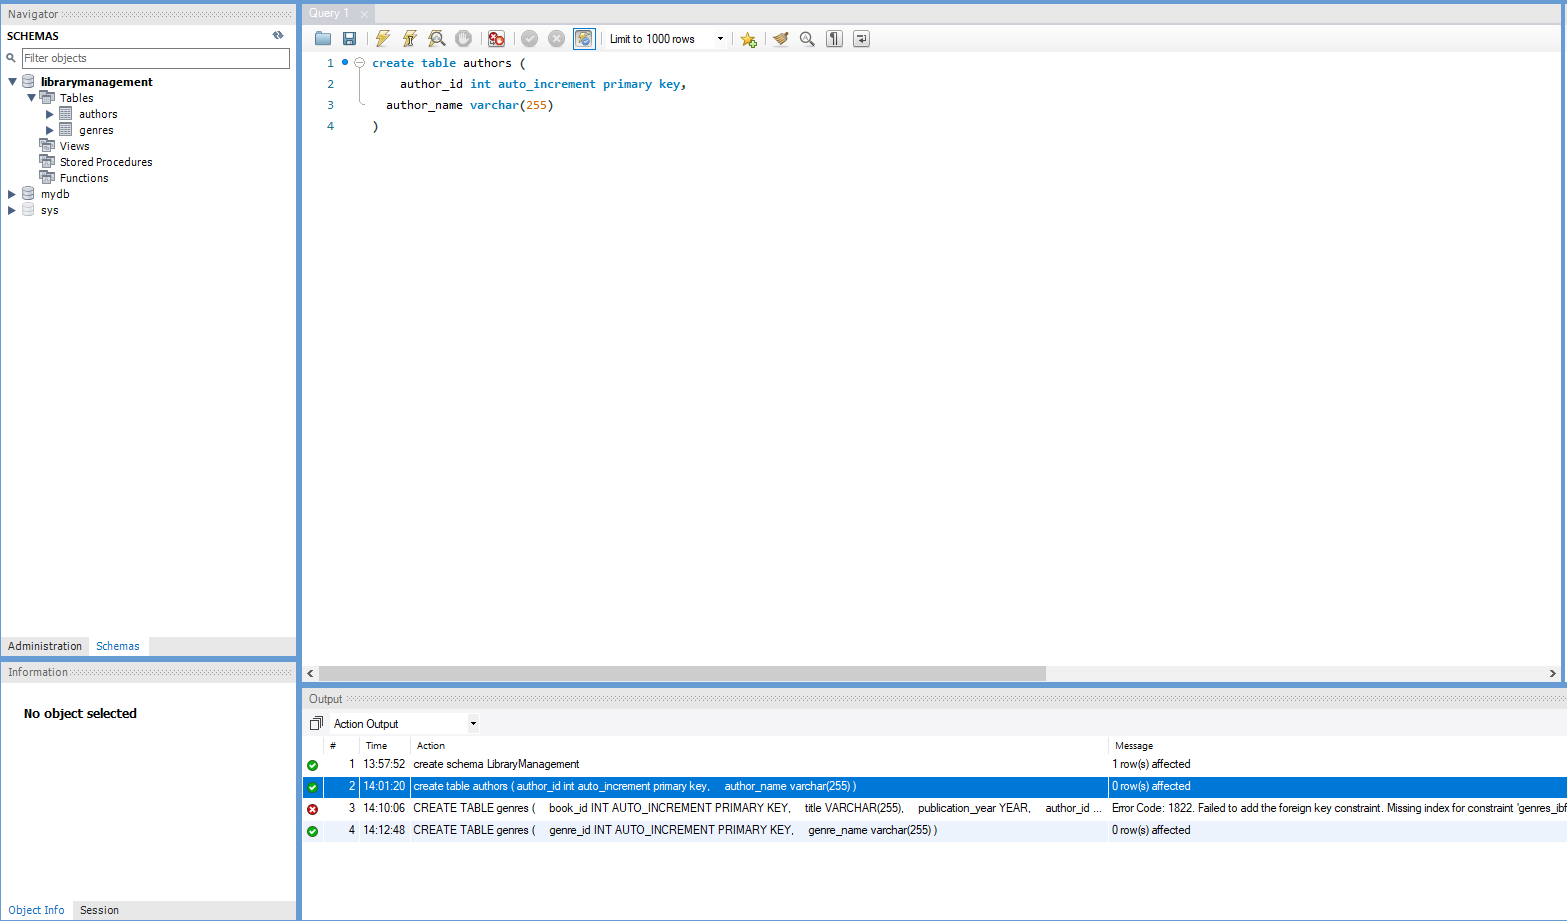 Navigator
SCHEMAS
Filter objects
librarymanagement
Tables
authors
genres
Views
Stored Procedures
Functions
mydb
sys
Administration Schemas
Information
No object selected
Object Info Session
Query 1
Limit to 1000 rows
1 create table authors (
2 author_id int auto_increment primary key,
3 author_name varchar(255)
4 )
Output
Action Output
# Time Action Message
1 13:57:52 create schema LibraryManagement 1 row(s) affected
2 14:01:20 create table authors ( author_id int auto_increment primary key, author_name varchar(255) ) 0 row(s) affected
3 14:10:06 CREATE TABLE genres ( book_id INT AUTO_INCREMENT PRIMARY KEY, title VARCHAR(255), publication_year YEAR, author_id ... Error Code: 1822. Failed to add the foreign key constraint. Missing index for constraint 'genres_ibf
4 14:12:48 CREATE TABLE genres ( genre_id INT AUTO_INCREMENT PRIMARY KEY, genre_name varchar(255) ) 0 row(s) affected